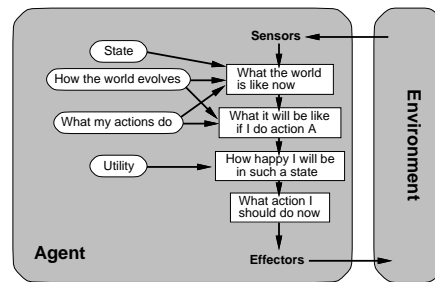 Sensors
State
How the world evolves
What the world
is like now
What my actions do
What it will be like
if I do action A
Utility
How happy I will be
in such a state
What action I
should do now
Agent
Effectors
Environment